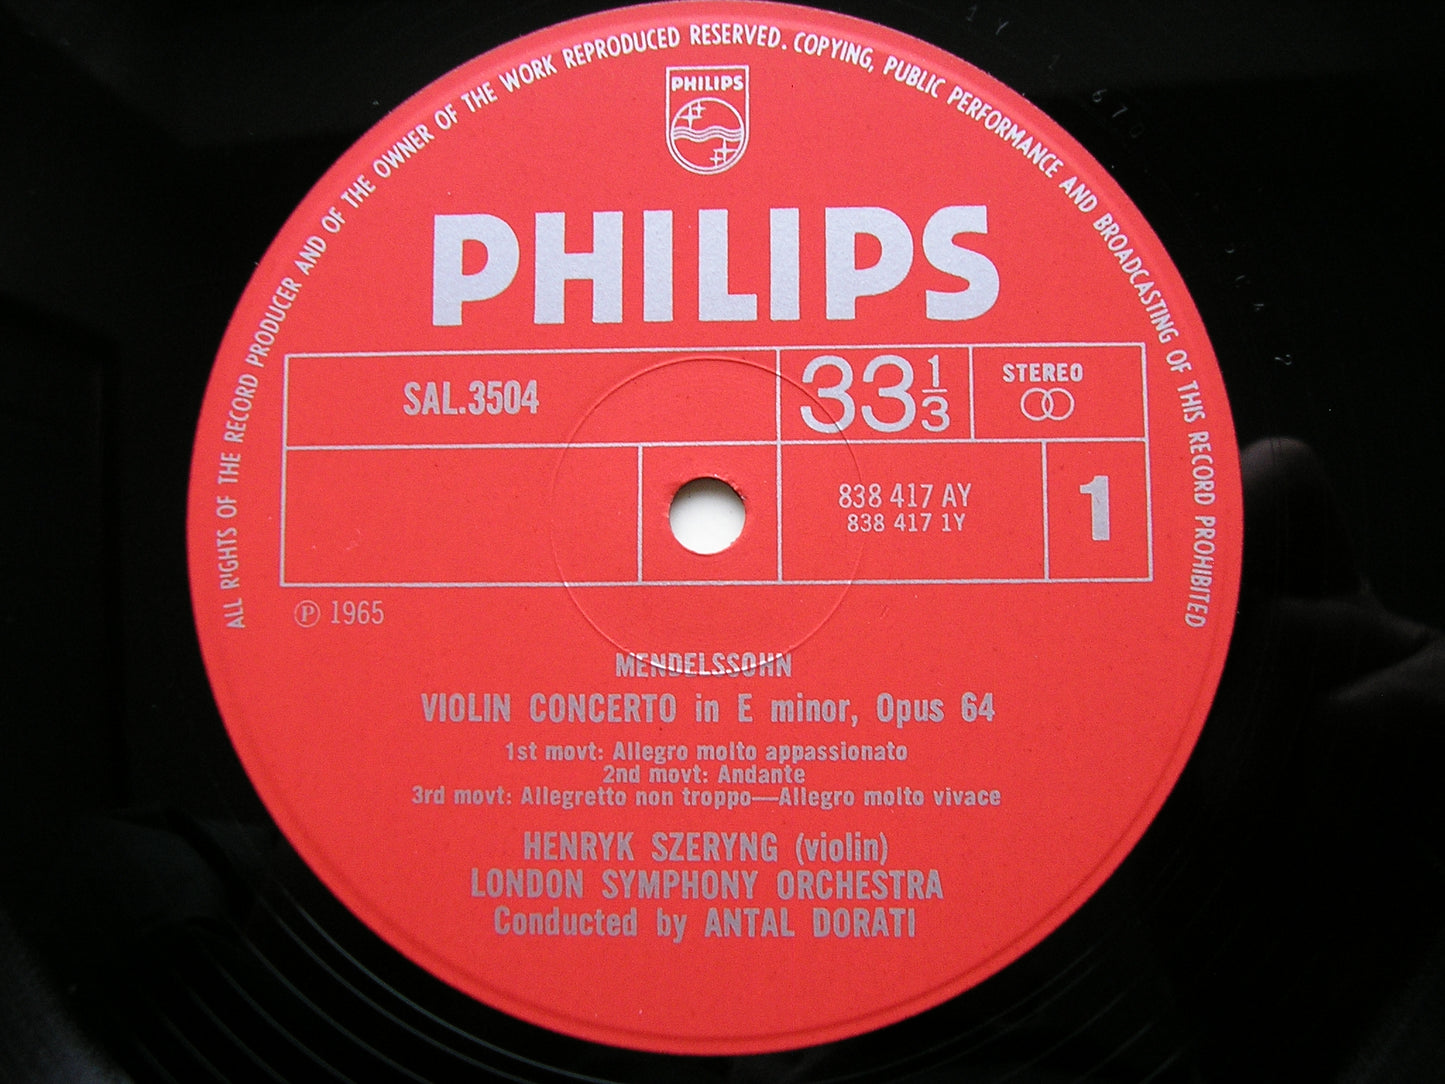 ALL RIGHTS OF THE RECORD PRODUCER AND OF THE OWNER OF THE WORK REPRODUCED RESERVED. COPYING, PUBLIC PERFORMANCE AND BROADCASTING OF THIS RECORD PROHIBITED
PHILIPS
PHILIPS
SAL.3504
33 1/3
STEREO
838 417 AY
838 417 1Y
1
Ⓟ 1965
MENDELSSOHN
VIOLIN CONCERTO in E minor, Opus 64
1st movt: Allegro molto appassionato
2nd movt: Andante
3rd movt: Allegretto non troppo—Allegro molto vivace
HENRYK SZERYNG (violin)
LONDON SYMPHONY ORCHESTRA
Conducted by ANTAL DORATI